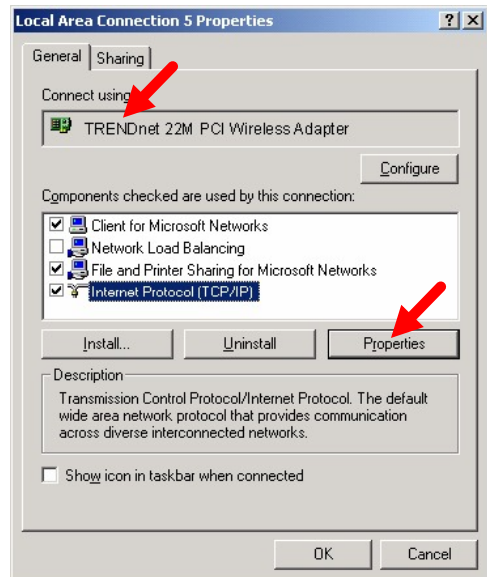 Local Area Connection 5 Properties
General
Sharing
Connect using
TRENDnet 22M PCI Wireless Adapter
Configure
Components checked are used by this connection:
Client for Microsoft Networks
Network Load Balancing
File and Printer Sharing for Microsoft Networks
Internet Protocol (TCP/IP)
Install...
Uninstall
Properties
Description
Transmission Control Protocol/Internet Protocol. The default
wide area network protocol that provides communication
across diverse interconnected networks.
Show icon in taskbar when connected
OK
Cancel